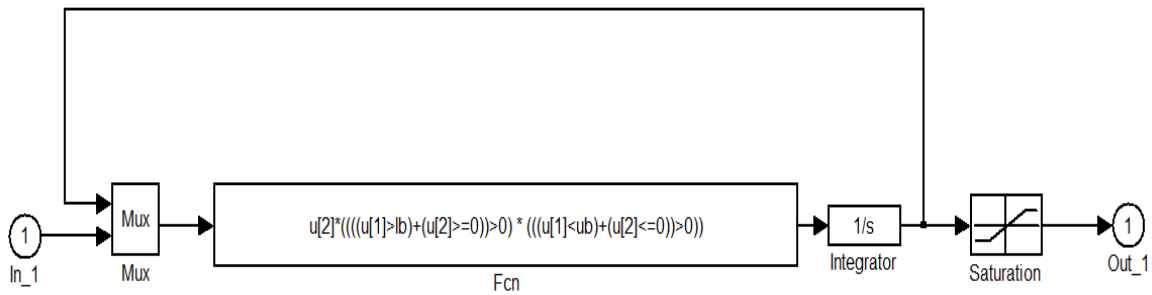 Mux
1
In_1
Mux
u[2]*((((u[1]>lb)+(u[2]>=0))>0) * (((u[1]<ub)+(u[2]<=0))>0))
Fcn
1/s
Integrator
Saturation
1
Out_1